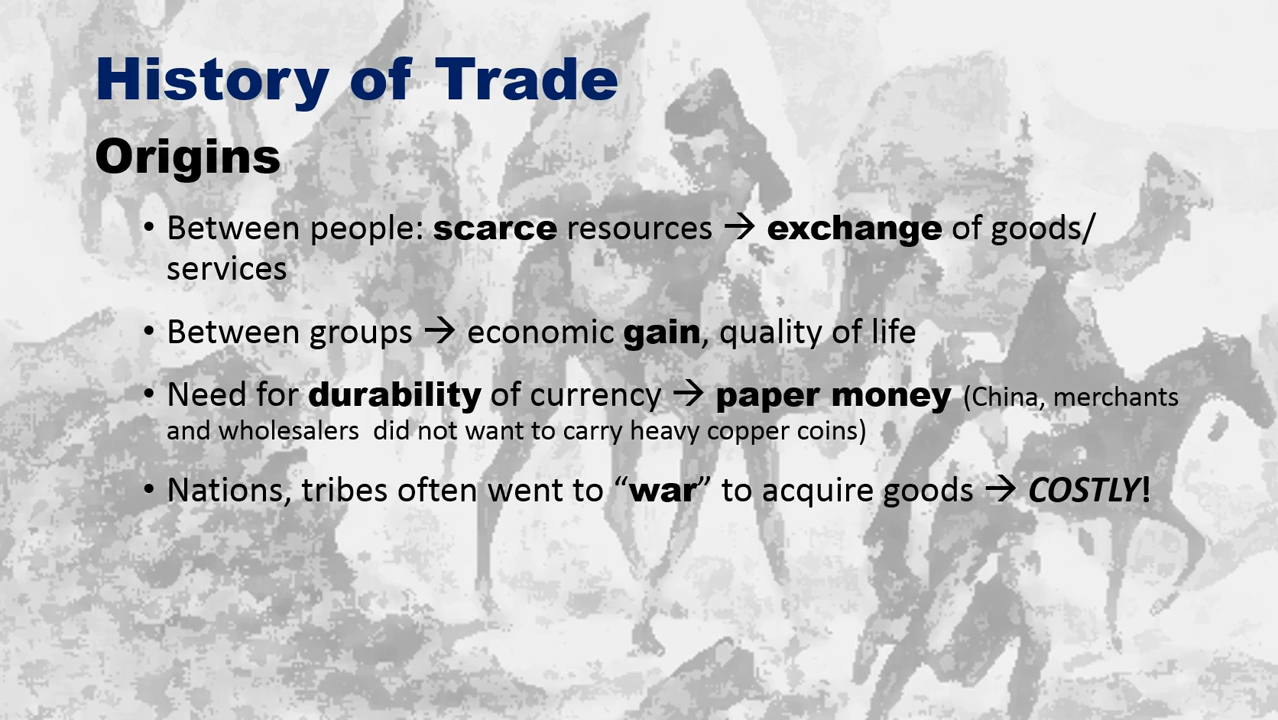 History of Trade
Origins
• Between people: scarce resources → exchange of goods/
services
• Between groups → economic gain, quality of life
• Need for durability of currency → paper money (China, merchants
and wholesalers  did not want to carry heavy copper coins)
• Nations, tribes often went to “war” to acquire goods → COSTLY!